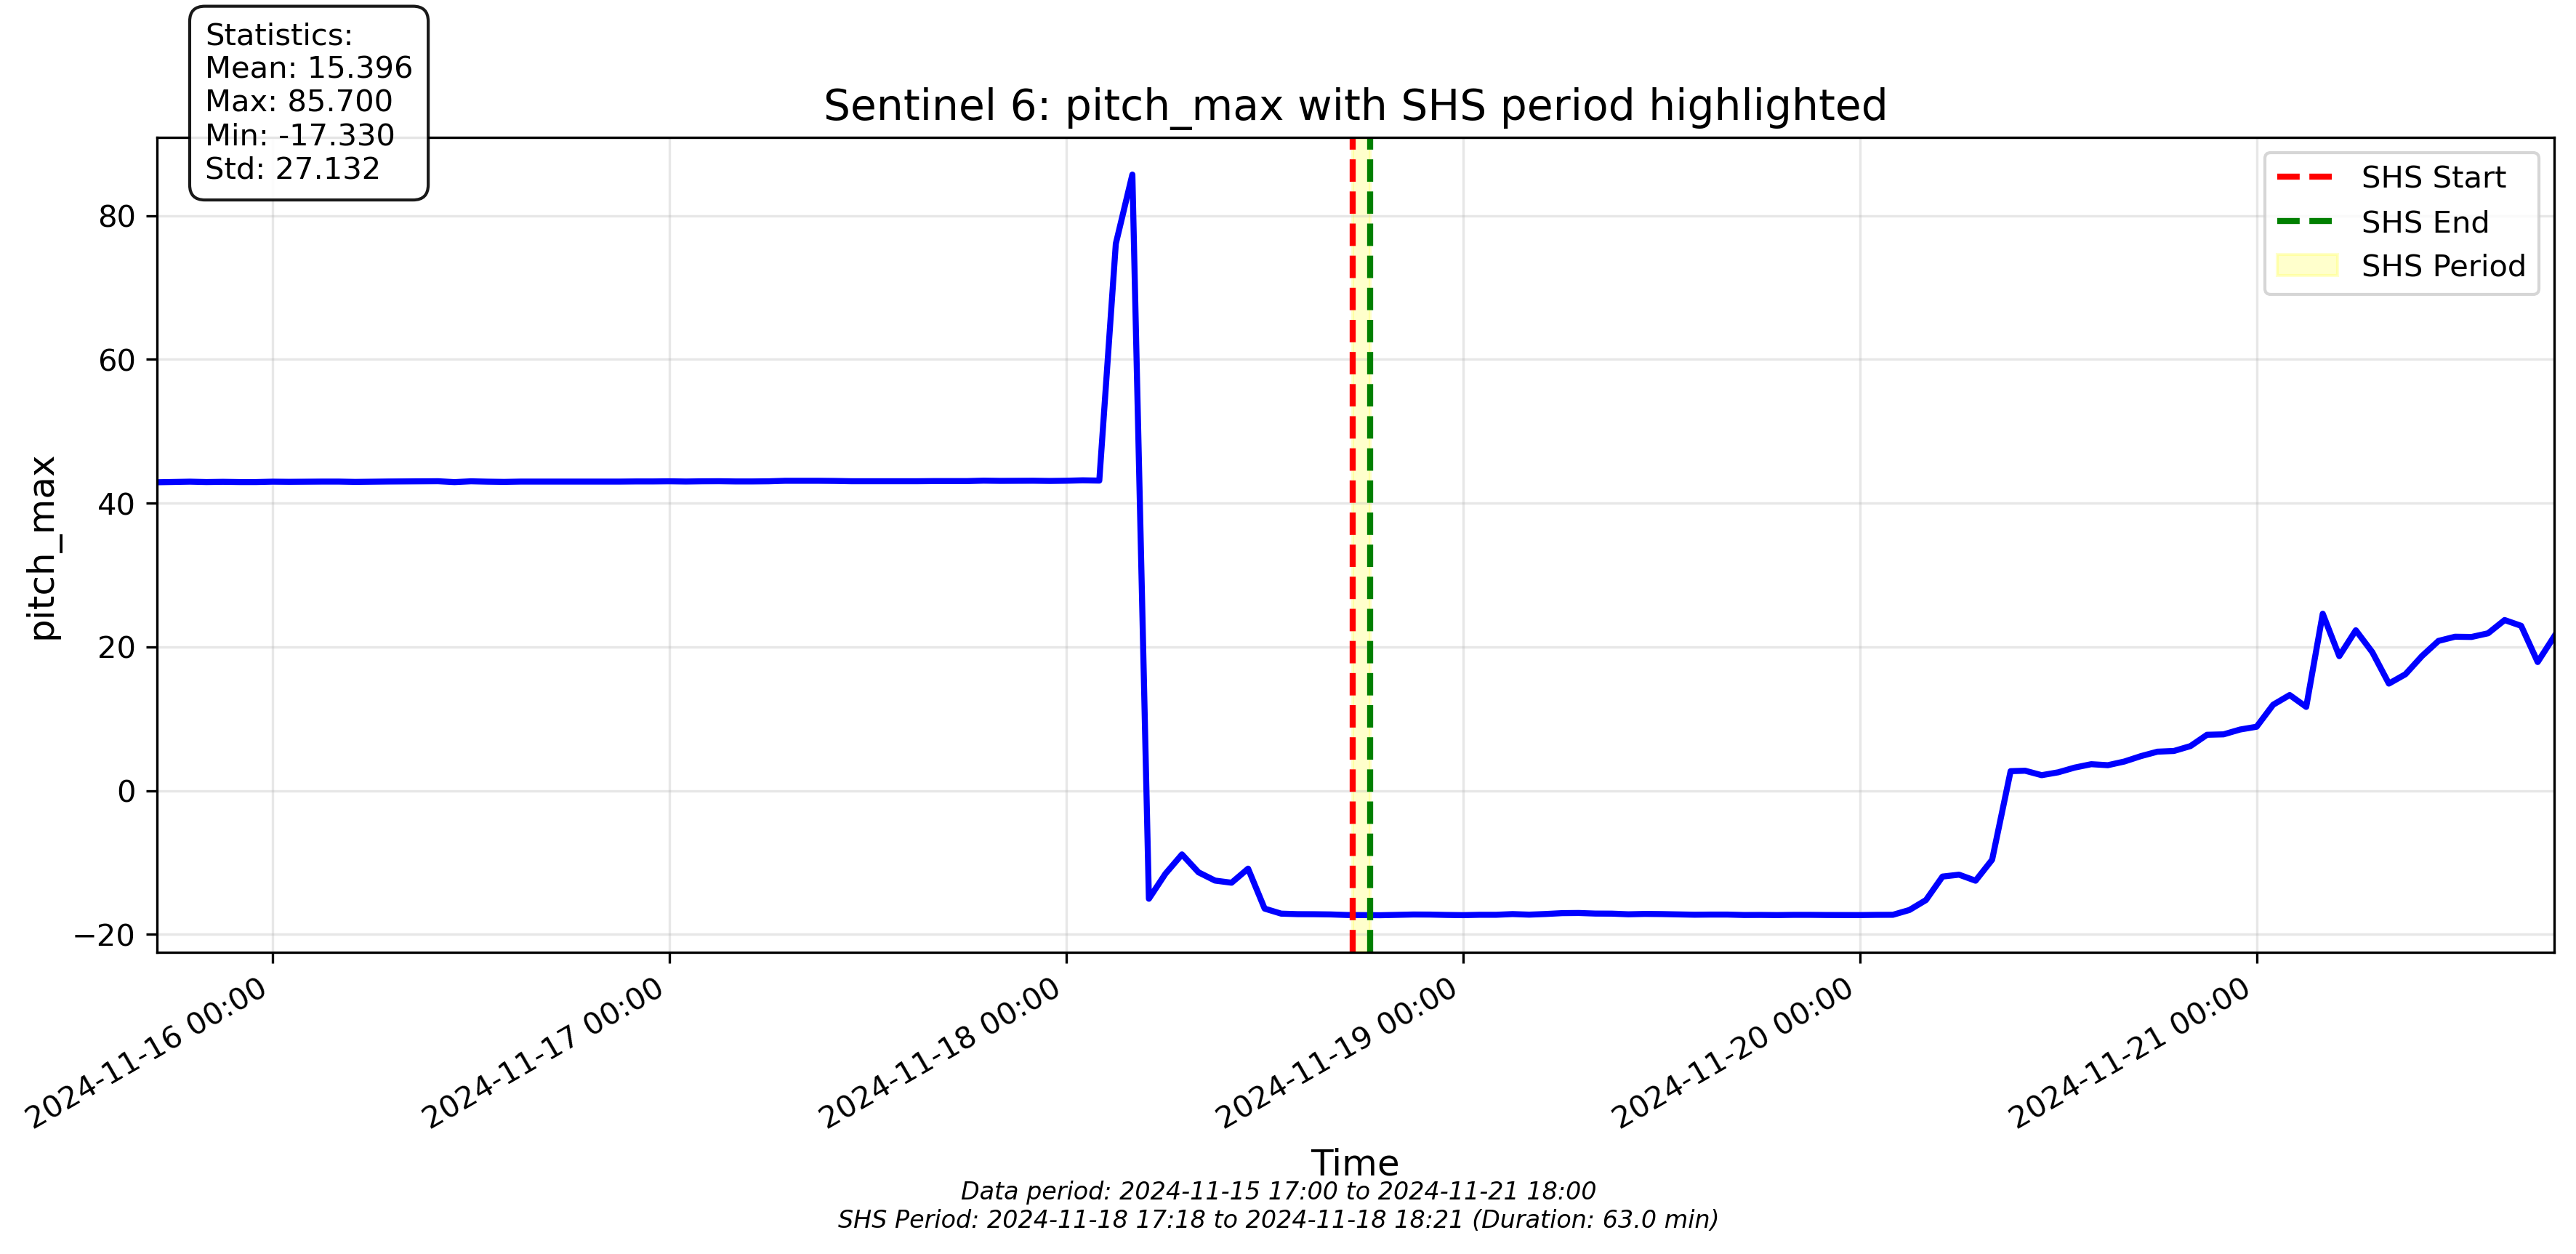 Statistics:
Mean: 15.396
Max: 85.700
Min: -17.330
Std: 27.132
Sentinel 6: pitch_max with SHS period highlighted
SHS Start
SHS End
SHS Period
80
60
40
20
0
−20
pitch_max
2024-11-16 00:00
2024-11-17 00:00
2024-11-18 00:00
2024-11-19 00:00
2024-11-20 00:00
2024-11-21 00:00
Time
Data period: 2024-11-15 17:00 to 2024-11-21 18:00
SHS Period: 2024-11-18 17:18 to 2024-11-18 18:21 (Duration: 63.0 min)